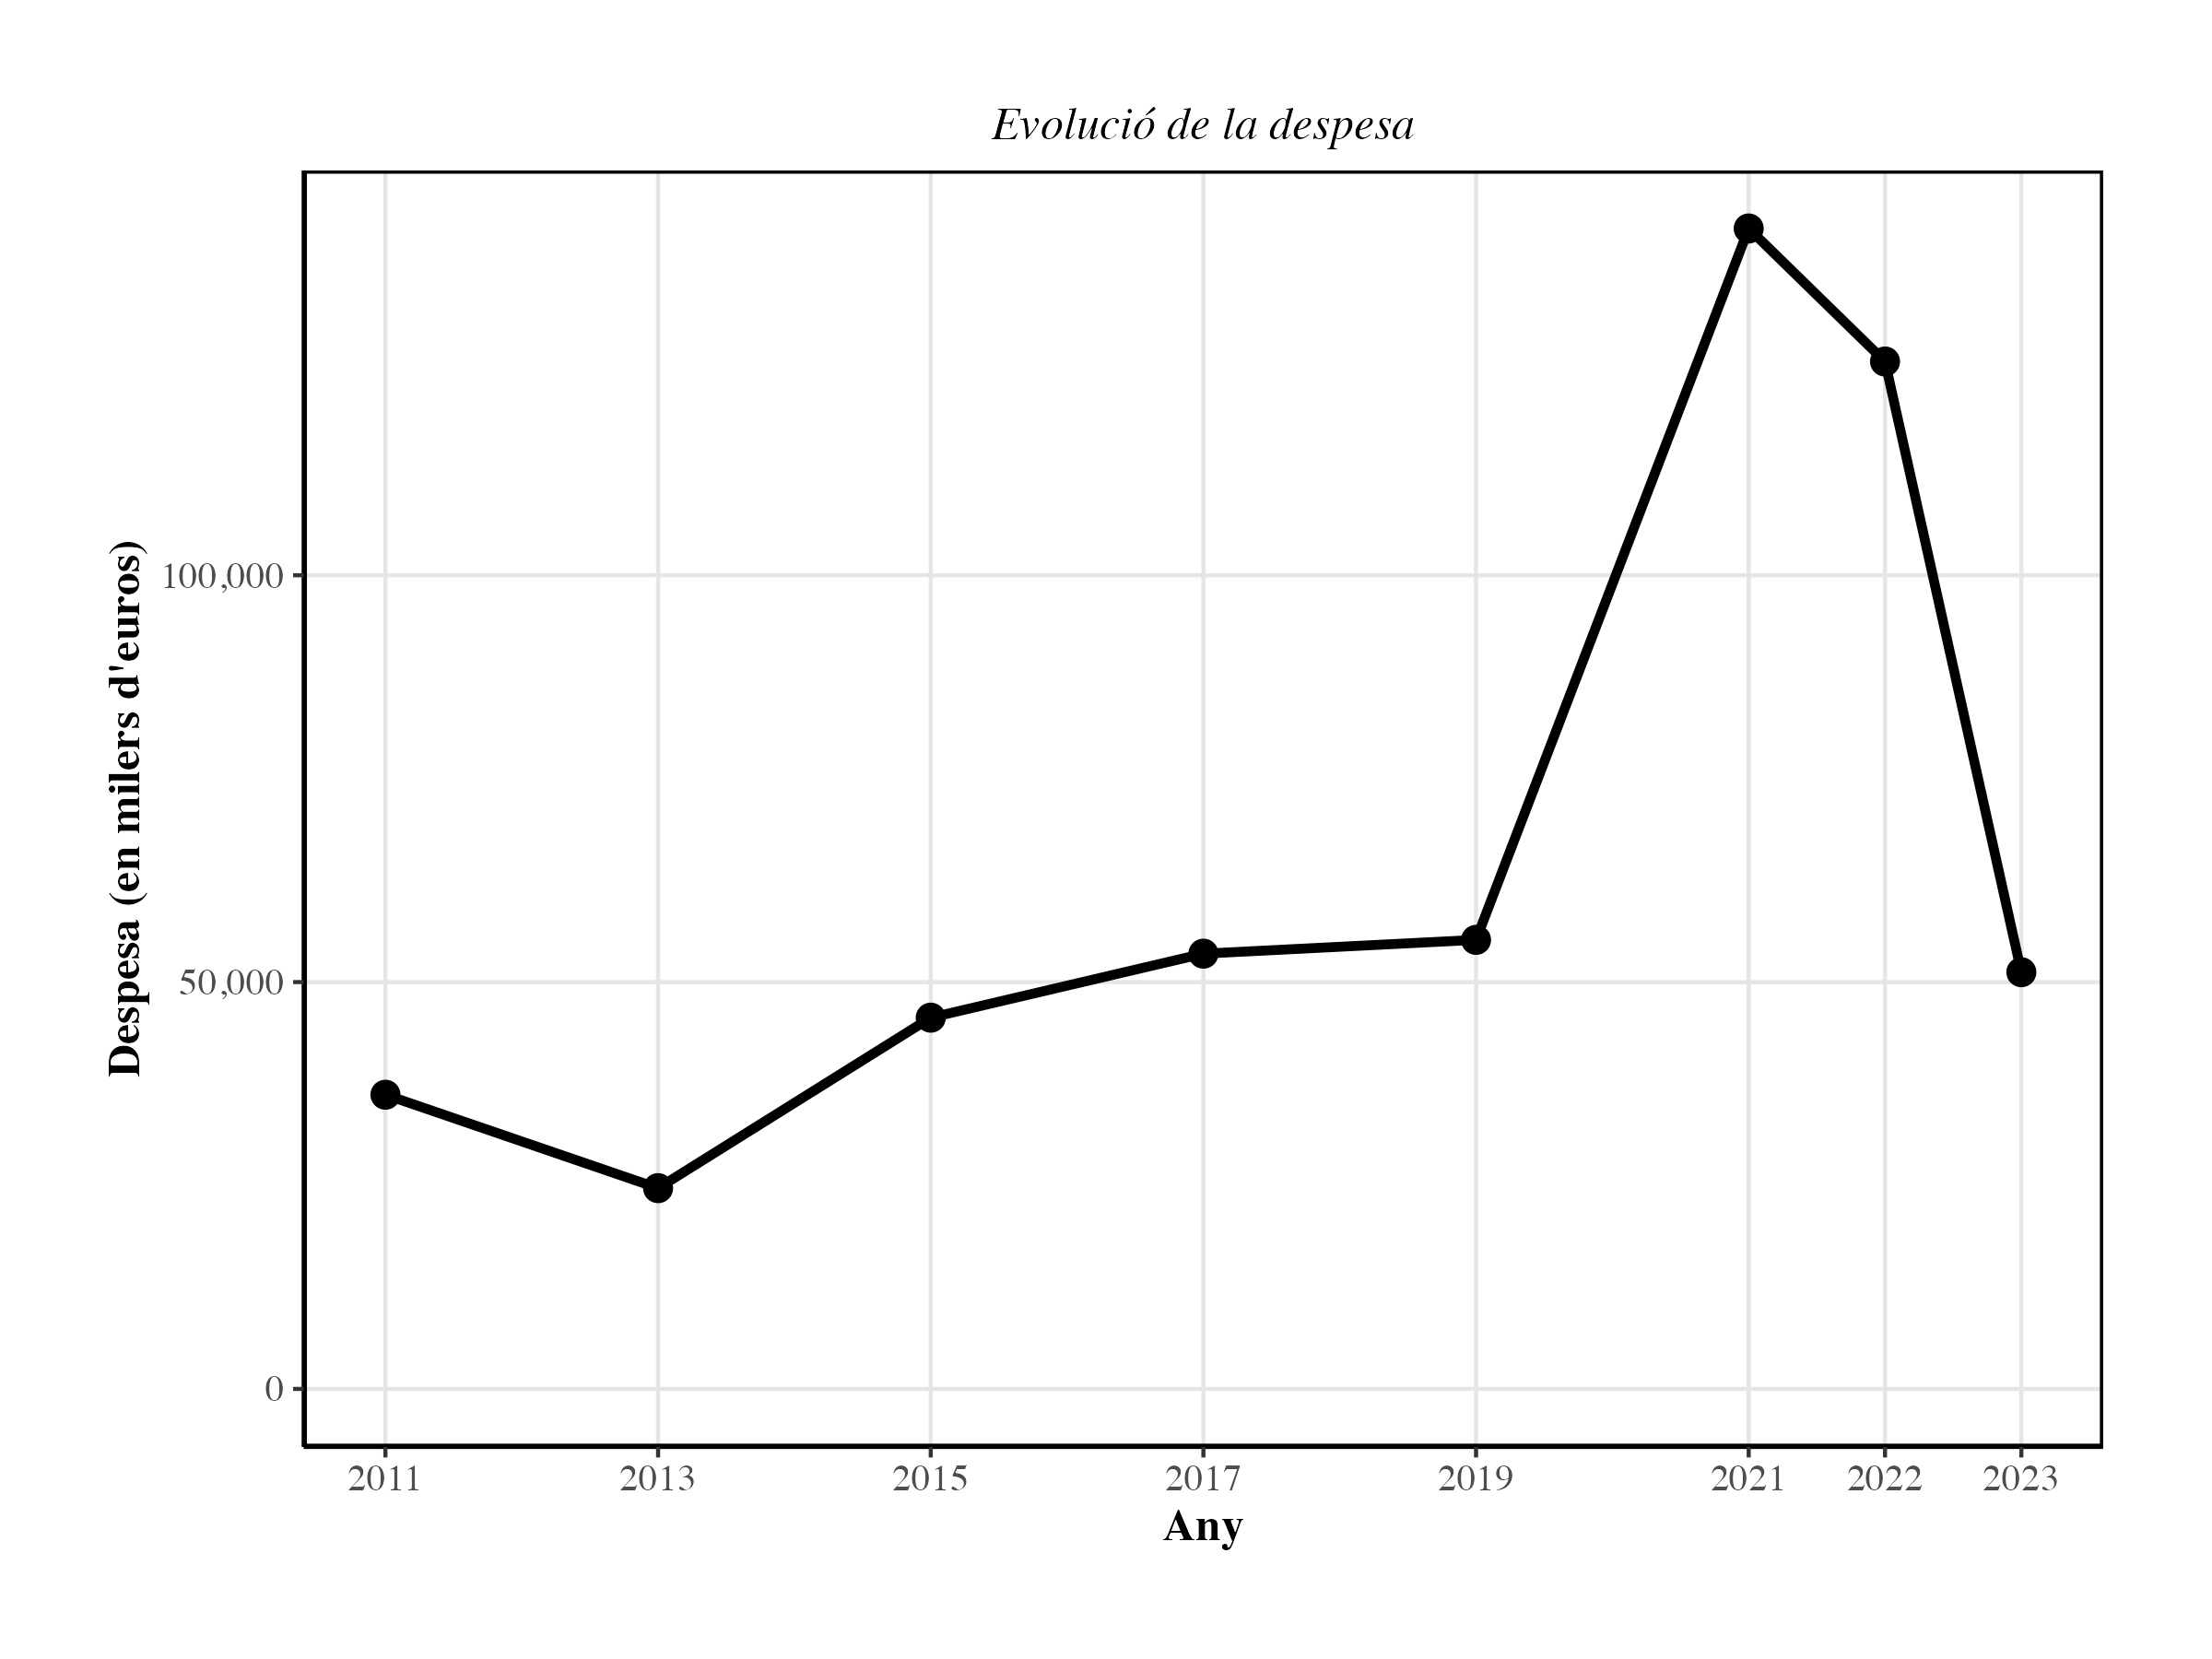 Evolució de la despesa
Despesa (en milers d'euros)
100,000
50,000
0
2011 2013 2015 2017 2019 2021 2022 2023
Any